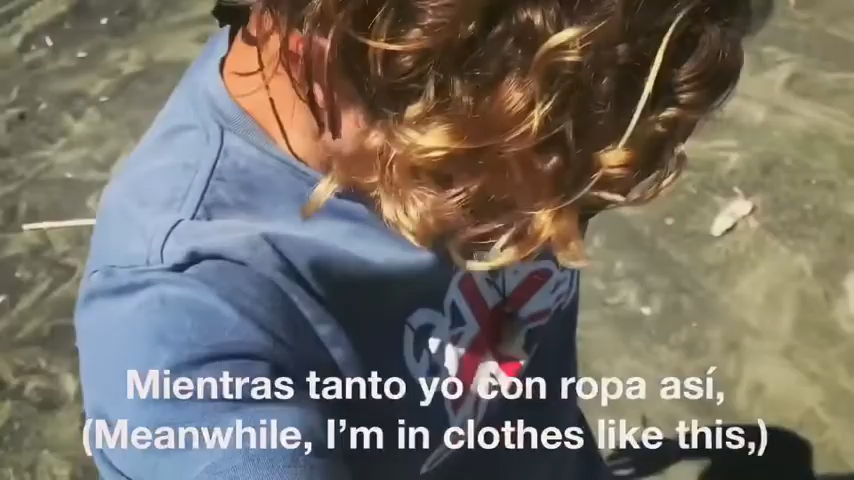 Mientras tanto yo con ropa así,
(Meanwhile, I'm in clothes like this,)